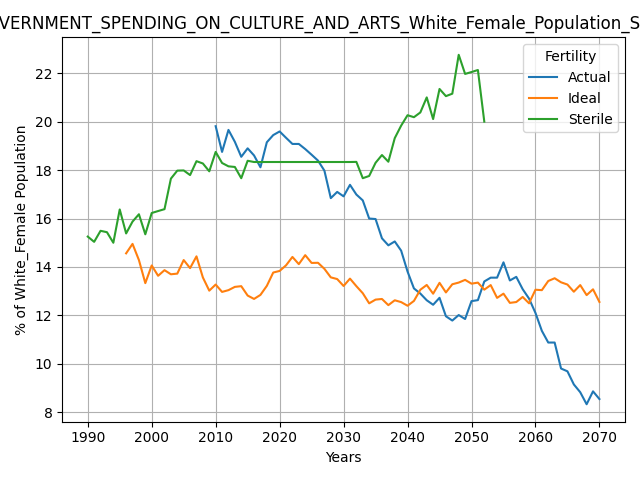 VERNMENT_SPENDING_ON_CULTURE_AND_ARTS_White_Female_Population_S
Fertility
Actual
Ideal
Sterile
% of White_Female Population
22
20
18
16
14
12
10
8
1990 2000 2010 2020 2030 2040 2050 2060 2070
Years